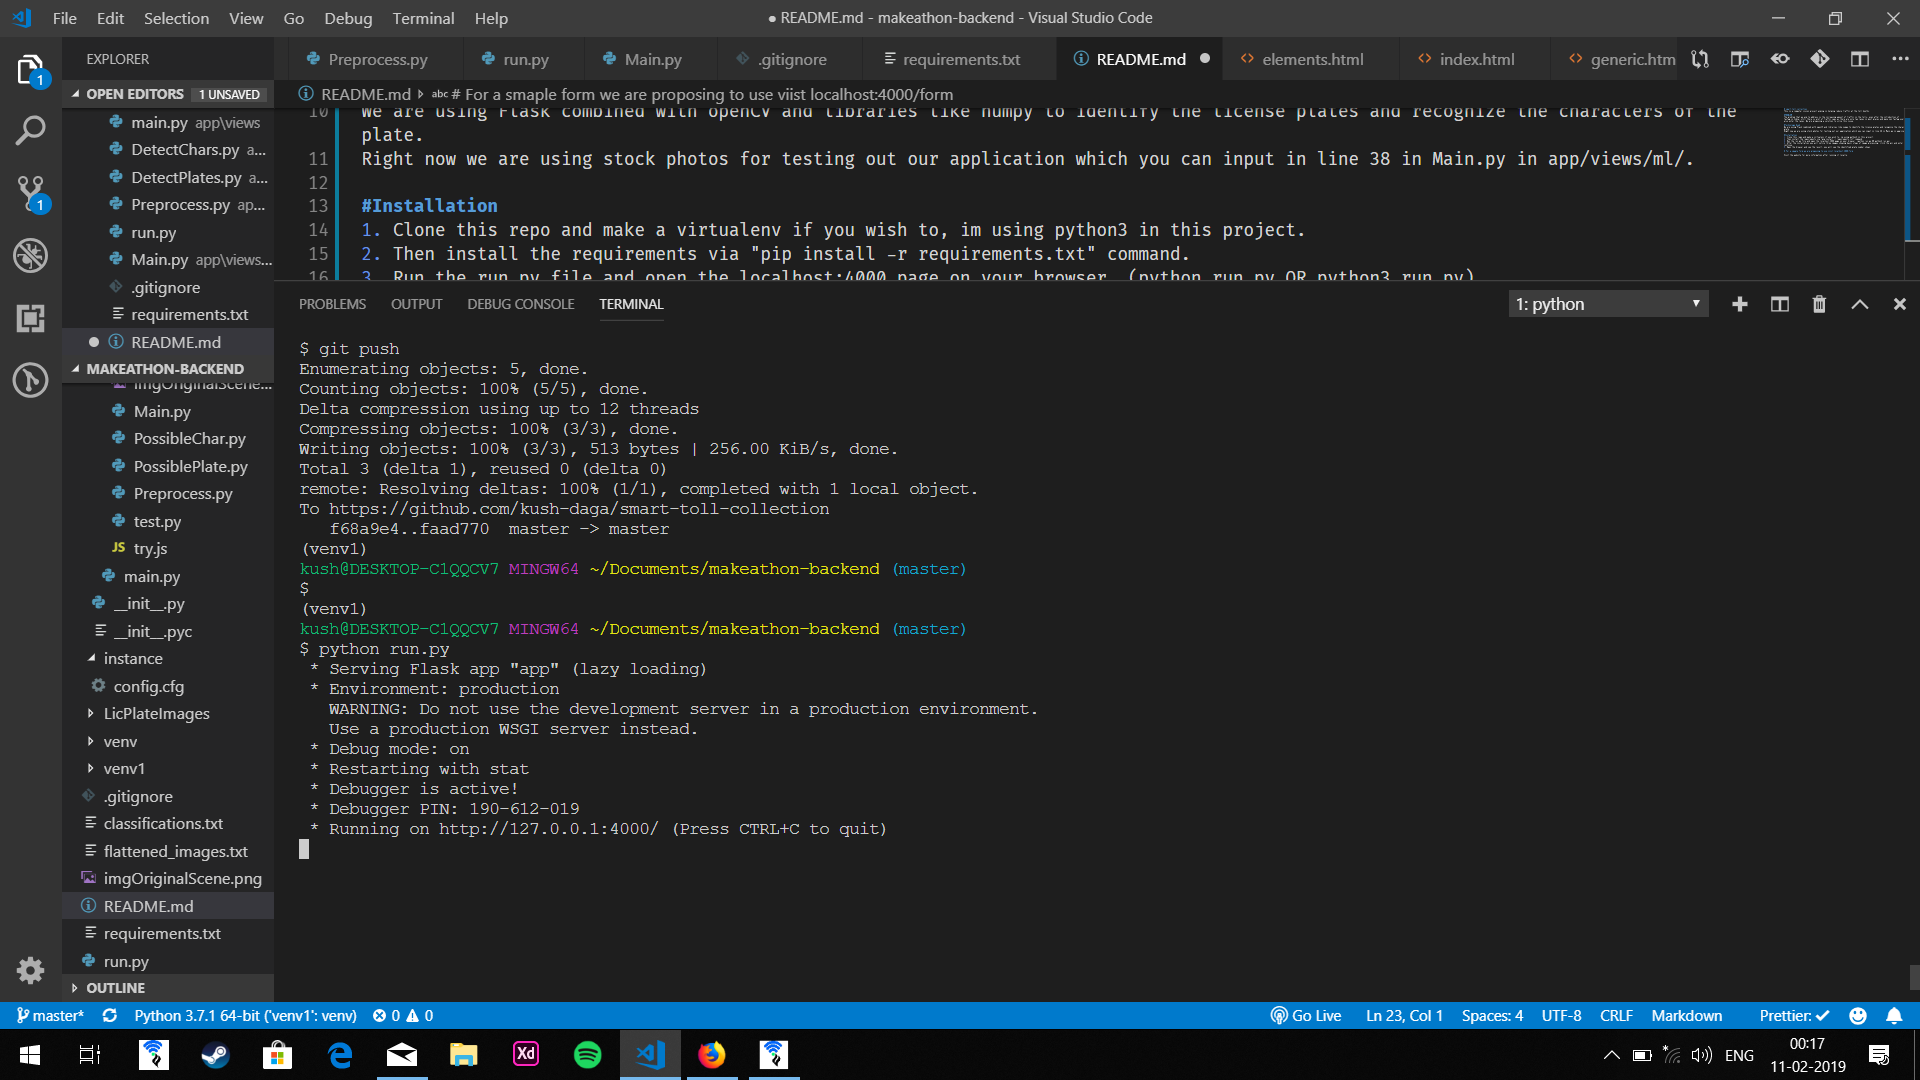 File Edit Selection View Go Debug Terminal Help
● README.md - makeathon-backend - Visual Studio Code
EXPLORER
Preprocess.py
run.py
Main.py
.gitignore
requirements.txt
README.md
elements.html
index.html
generic.htm
OPEN EDITORS 1 UNSAVED
README.md › abc # For a smaple form we are proposing to use viist localhost:4000/form
main.py app\views
DetectChars.py a...
DetectPlates.py a...
Preprocess.py ap...
run.py
Main.py app\views...
.gitignore
requirements.txt
README.md
MAKEATHON-BACKEND
imgOriginalScene...
Main.py
PossibleChar.py
PossiblePlate.py
Preprocess.py
test.py
JS try.js
main.py
__init__.py
__init__.pyc
instance
config.cfg
LicPlateImages
venv
venv1
.gitignore
classifications.txt
flattened_images.txt
imgOriginalScene.png
README.md
requirements.txt
run.py
OUTLINE
10 We are using Flask combined with opencv and libraries like numpy to identify the license plates and recognize the characters of the
plate.
11 Right now we are using stock photos for testing out our application which you can input in line 38 in Main.py in app/views/ml/.
12
13 #Installation
14 1. Clone this repo and make a virtualenv if you wish to, im using python3 in this project.
15 2. Then install the requirements via "pip install -r requirements.txt" command.
16 3. Run the run.py file and open the localhost:4000 page on your browser. (python run.py OR python3 run.py)
PROBLEMS OUTPUT DEBUG CONSOLE TERMINAL
1: python
$ git push
Enumerating objects: 5, done.
Counting objects: 100% (5/5), done.
Delta compression using up to 12 threads
Compressing objects: 100% (3/3), done.
Writing objects: 100% (3/3), 513 bytes | 256.00 KiB/s, done.
Total 3 (delta 1), reused 0 (delta 0)
remote: Resolving deltas: 100% (1/1), completed with 1 local object.
To https://github.com/kush-daga/smart-toll-collection
f68a9e4..faad770 master -> master
(venv1)
kush@DESKTOP-C1QQCV7 MINGW64 ~/Documents/makeathon-backend (master)
$
(venv1)
kush@DESKTOP-C1QQCV7 MINGW64 ~/Documents/makeathon-backend (master)
$ python run.py
* Serving Flask app "app" (lazy loading)
* Environment: production
WARNING: Do not use the development server in a production environment.
Use a production WSGI server instead.
* Debug mode: on
* Restarting with stat
* Debugger is active!
* Debugger PIN: 190-612-019
* Running on http://127.0.0.1:4000/ (Press CTRL+C to quit)
1
1
master* Python 3.7.1 64-bit ('venv1': venv) 0 0
Go Live Ln 23, Col 1 Spaces: 4 UTF-8 CRLF Markdown Prettier: ✓
Xd
ENG
00:17
11-02-2019